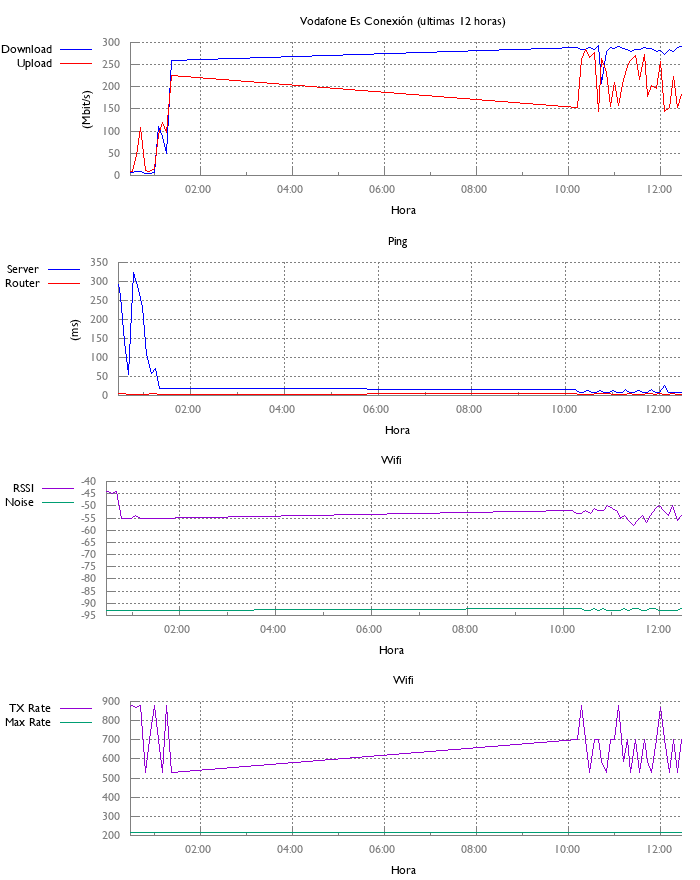 Vodafone Es Conexión (ultimas 12 horas)
Download
Upload
(Mbit/s)
300
250
200
150
100
50
0
02:00 04:00 06:00 08:00 10:00 12:00
Hora
Ping
Server
Router
(ms)
350
300
250
200
150
100
50
0
02:00 04:00 06:00 08:00 10:00 12:00
Hora
Wifi
RSSI
Noise
-40
-45
-50
-55
-60
-65
-70
-75
-80
-85
-90
-95
02:00 04:00 06:00 08:00 10:00 12:00
Hora
Wifi
TX Rate
Max Rate
900
800
700
600
500
400
300
200
02:00 04:00 06:00 08:00 10:00 12:00
Hora